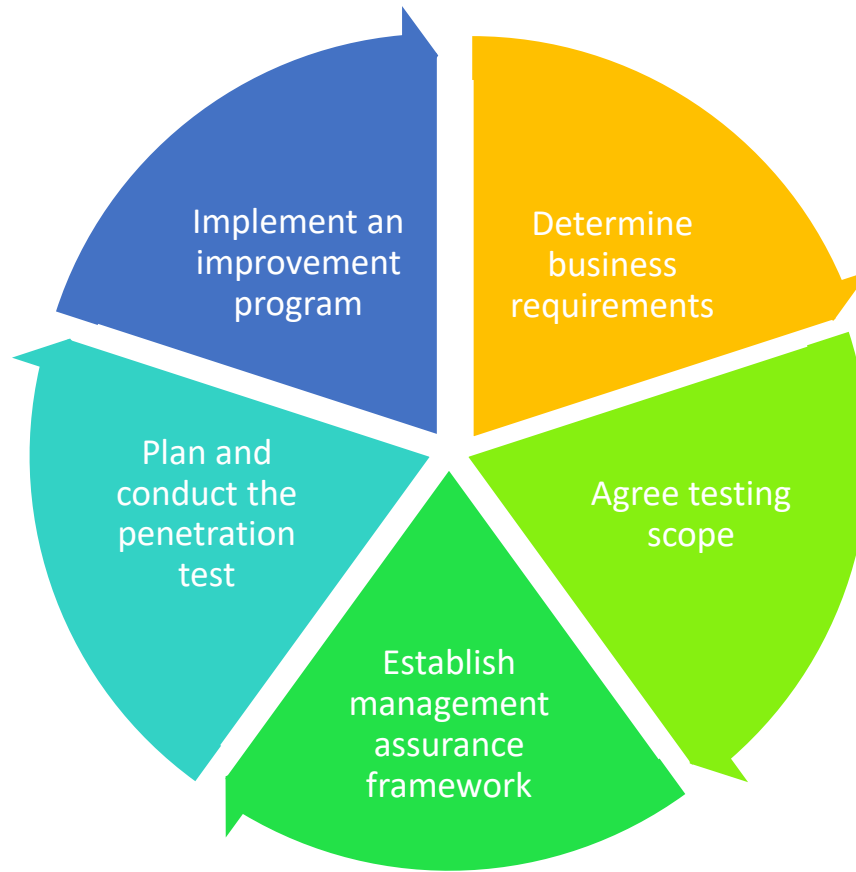 Determine
business
requirements
Agree testing
scope
Establish
management
assurance
framework
Plan and
conduct the
penetration
test
Implement an
improvement
program